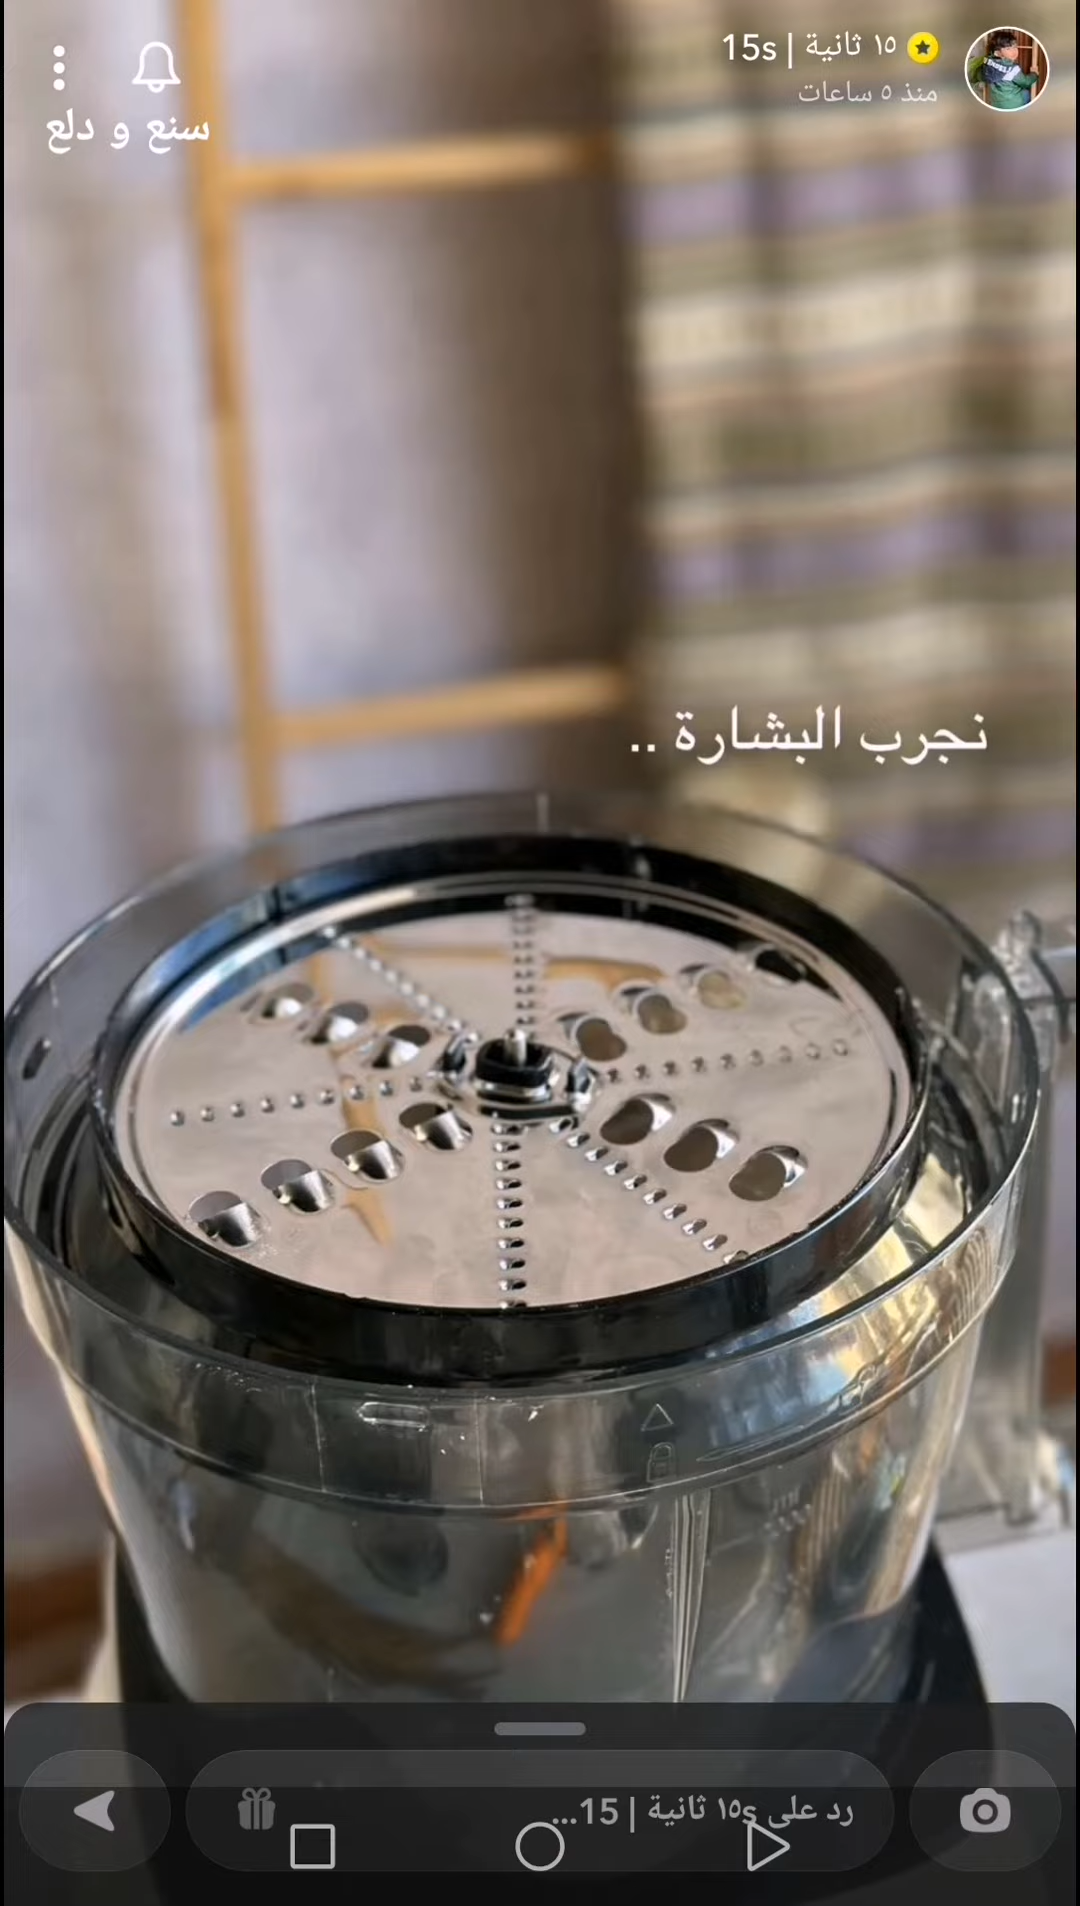 ١٥ ثانية | 15s
منذ ٥ ساعات
سنع و دلع
نجرب البشارة ..
رد على ١٥s ثانية | 15...